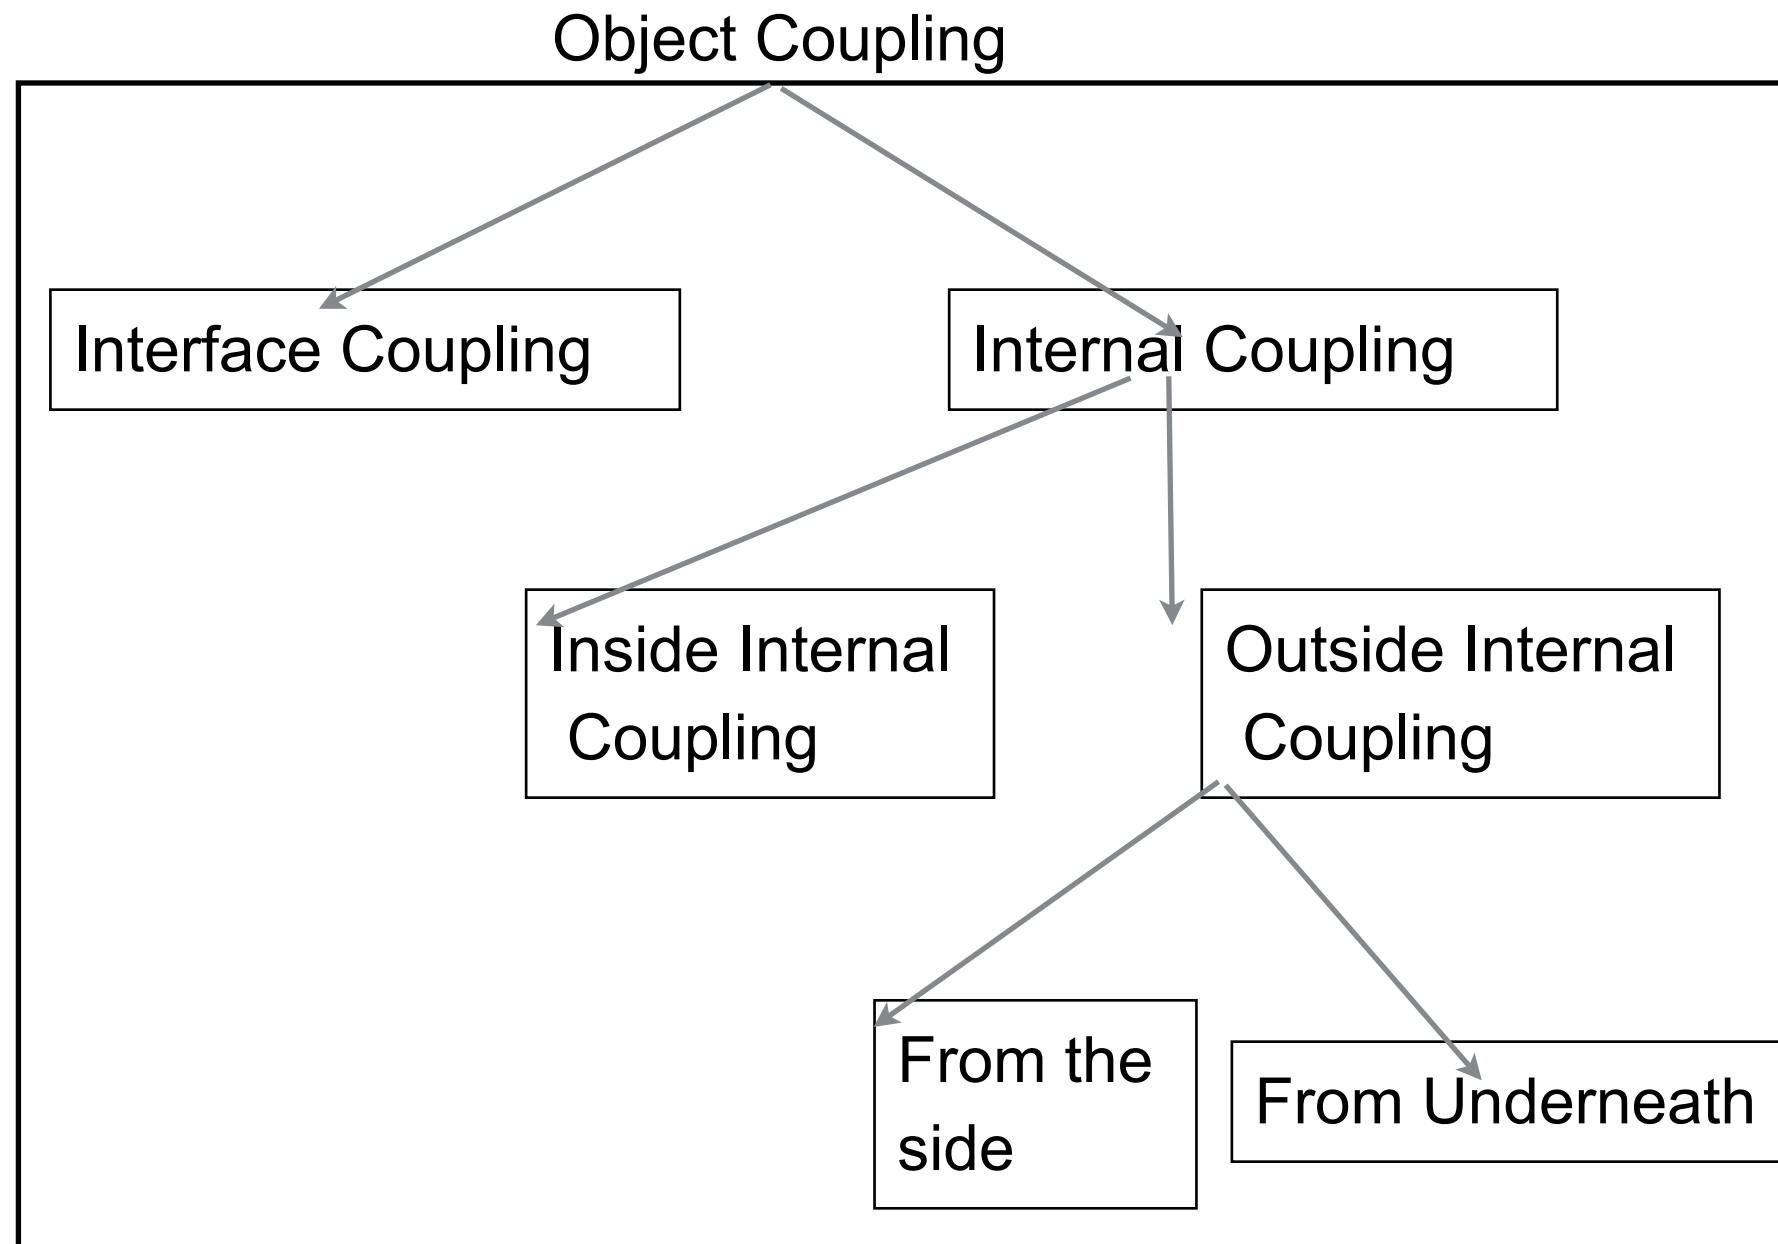 Object Coupling
Interface Coupling
Internal Coupling
Inside Internal
Coupling
Outside Internal
Coupling
From the
side
From Underneath